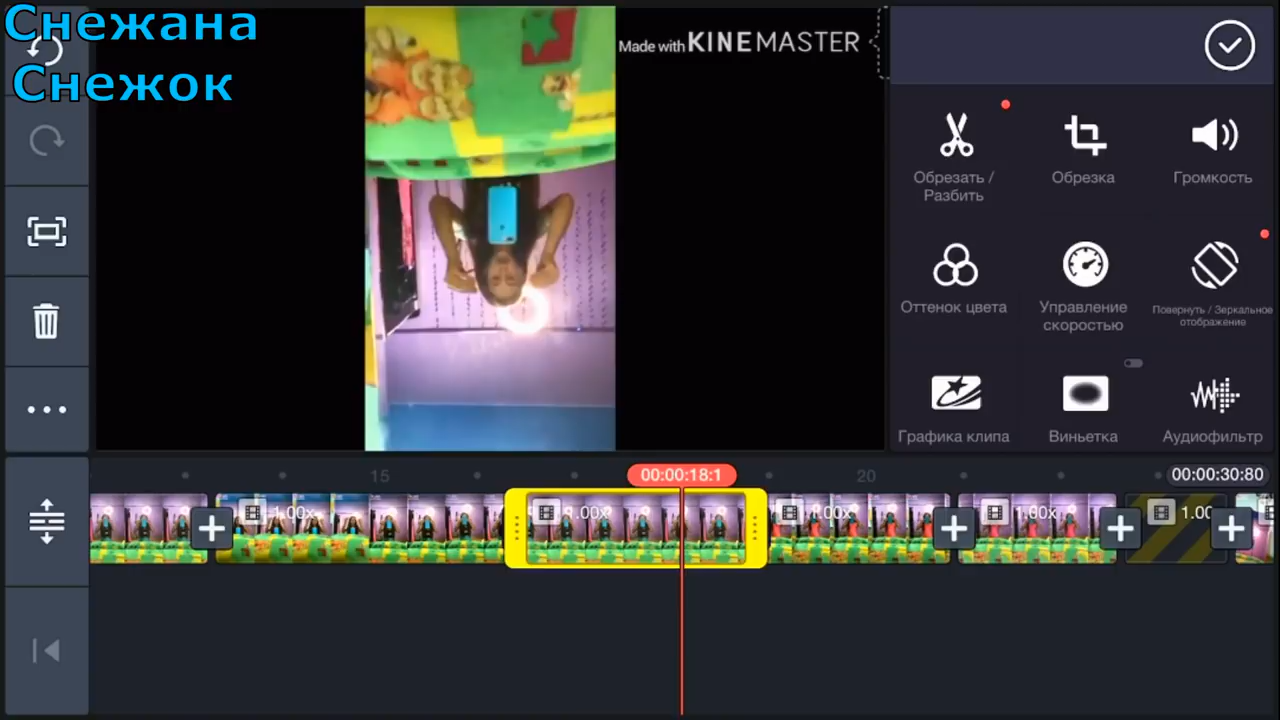 Снежана
Снежок
Made with KINEMASTER
Обрезать /
Разбить
Обрезка
Громкость
Оттенок цвета
Управление
скоростью
Повернуть / Зеркальное
отображение
Графика клипа
Виньетка
Аудиофильтр
15
00:00:18:1
20
00:00:30:80
1.00x
1.00x
1.00x
1.00x
1.00